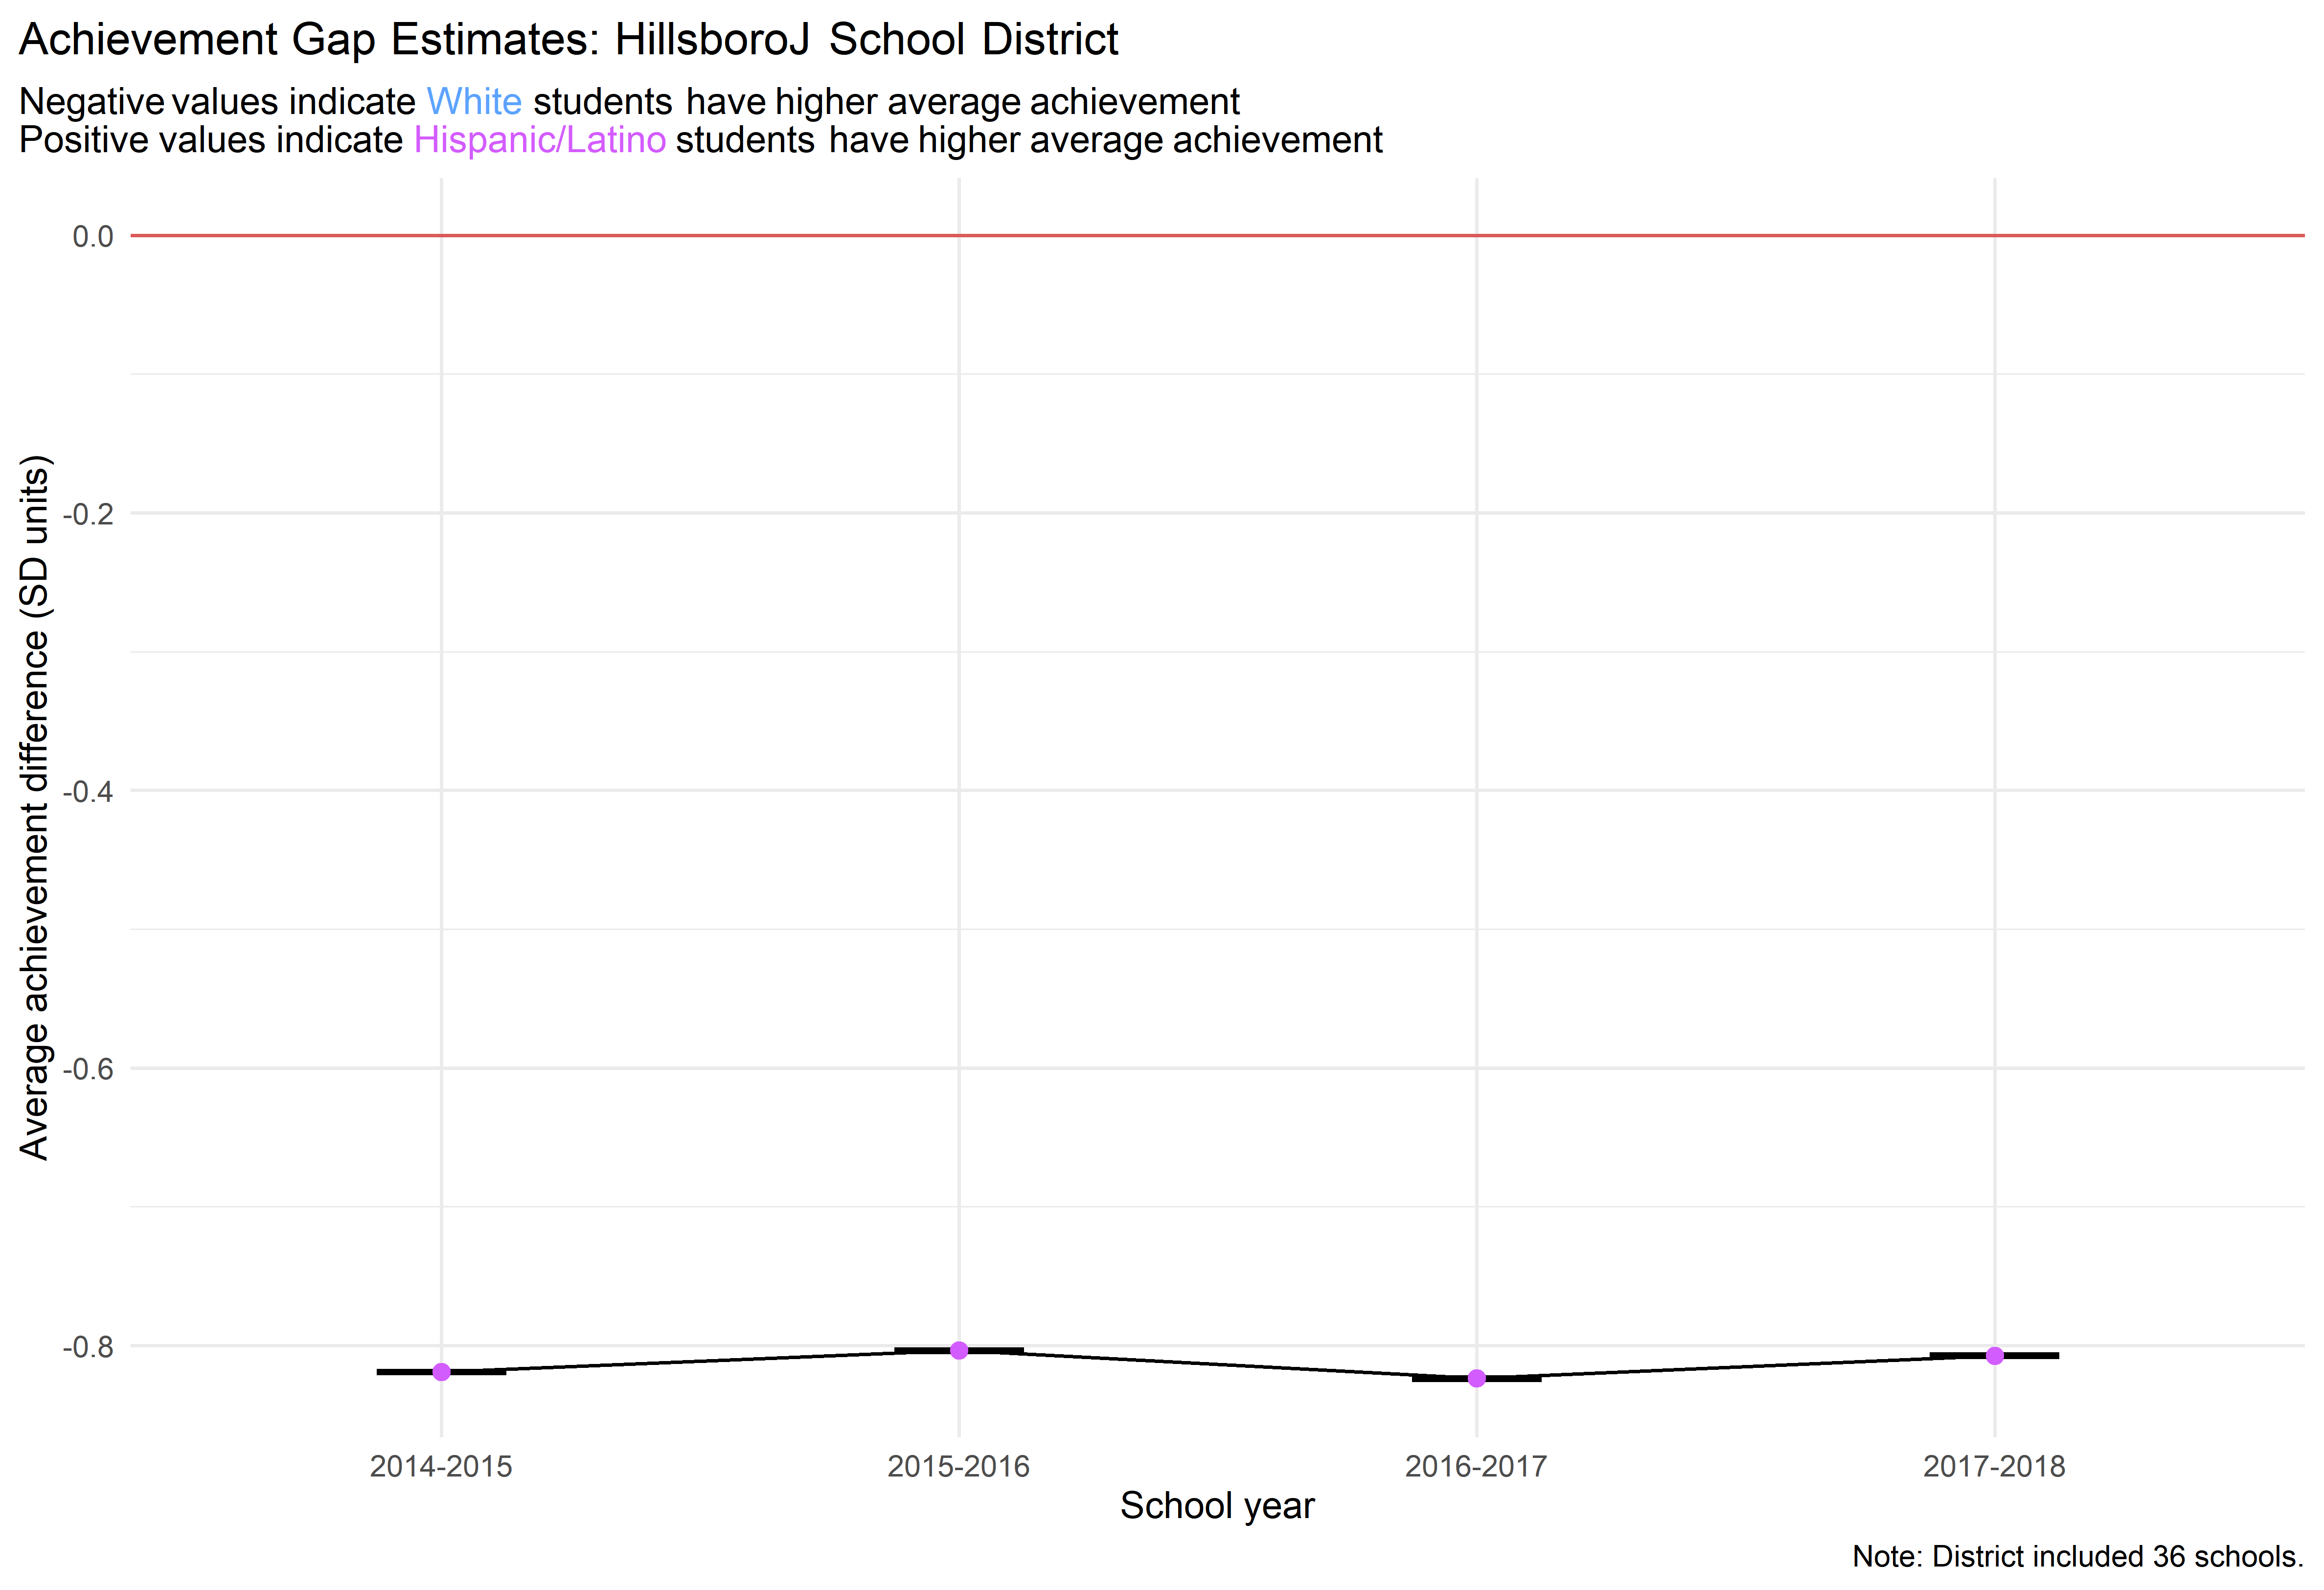 Achievement Gap Estimates: HillsboroJ School District
Negative values indicate White students have higher average achievement
Positive values indicate Hispanic/Latino students have higher average achievement
Average achievement difference (SD units)
0.0
-0.2
-0.4
-0.6
-0.8
2014-2015 2015-2016 2016-2017 2017-2018
School year
Note: District included 36 schools.